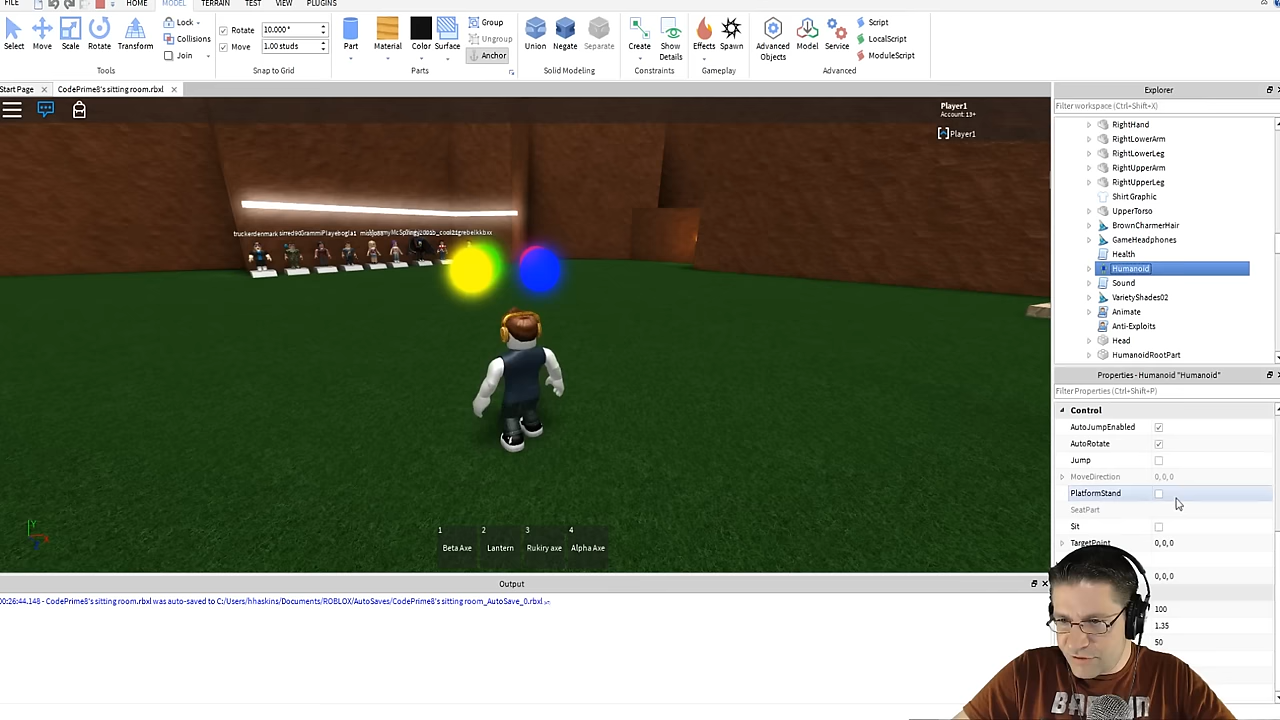 FILE HOME MODEL TERRAIN TEST VIEW PLUGINS
Select Move Scale Rotate Transform
Lock
Collisions
Join
Tools
Rotate 10.000°
Move 1.00 studs
Snap to Grid
Part Material Color Surface
Group
Ungroup
Anchor
Parts
Union Negate Separate
Solid Modeling
Create Show Details
Constraints
Effects Spawn
Gameplay
Advanced Objects Model Service
Script
LocalScript
ModuleScript
Advanced
Start Page CodePrime8's sitting room.rbxl
Player1
Account: 13+
Player1
truckerdenmark
Beta Axe Lantern Rukiry axe Alpha Axe
1 2 3 4
Output
00:26:44.148 - CodePrime8's sitting room.rbxl was auto-saved to C:/Users/hhaskins/Documents/ROBLOX/AutoSaves/CodePrime8's sitting room_AutoSave_0.rbxl
Explorer
Filter workspace (Ctrl+Shift+X)
RightHand
RightLowerArm
RightLowerLeg
RightUpperArm
RightUpperLeg
Shirt Graphic
UpperTorso
BrownCharmerHair
GameHeadphones
Health
Humanoid
Sound
VarietyShades02
Animate
Anti-Exploits
Head
HumanoidRootPart
Properties - Humanoid "Humanoid"
Filter Properties (Ctrl+Shift+P)
Control
AutoJumpEnabled
AutoRotate
Jump
MoveDirection 0, 0, 0
PlatformStand
SeatPart
Sit
TargetPoint 0, 0, 0
0, 0, 0
100
1.35
50